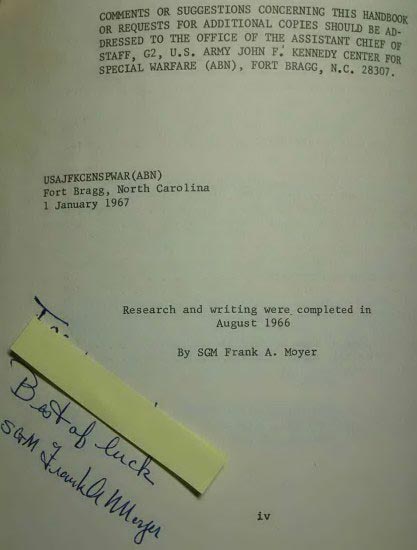 COMMENTS OR SUGGESTIONS CONCERNING THIS HANDBOOK
OR REQUESTS FOR ADDITIONAL COPIES SHOULD BE AD-
DRESSED TO THE OFFICE OF THE ASSISTANT CHIEF OF
STAFF, G2, U.S. ARMY JOHN F. KENNEDY CENTER FOR
SPECIAL WARFARE (ABN), FORT BRAGG, N.C. 28307.
USAJFKCENSPWAR(ABN)
Fort Bragg, North Carolina
1 January 1967
Research and writing were completed in
August 1966
By SGM Frank A. Moyer
Best of luck
SGM Frank A Moyer
iv